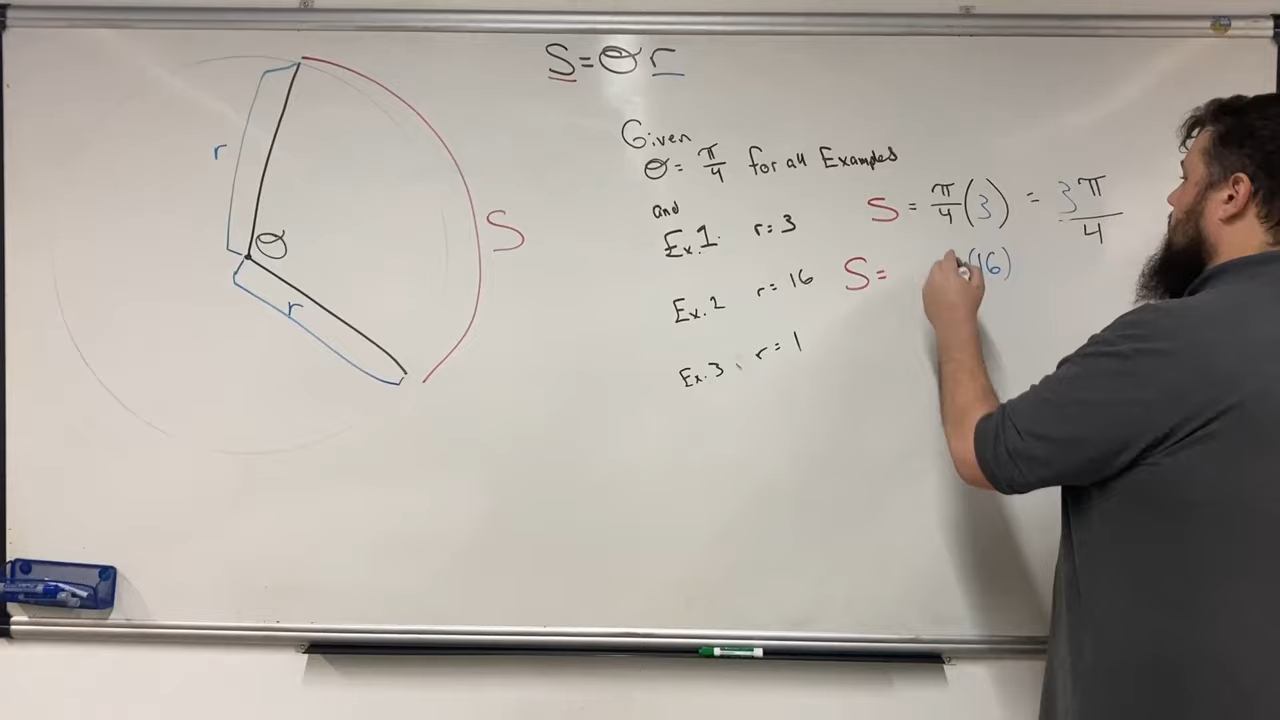 S = θ r
r
θ
S
r
Given
θ = π/4 for all Examples
and
Ex. 1. r = 3
S = π/4 (3) = 3π/4
Ex. 2 r = 16
S = (16)
Ex. 3 r = 1